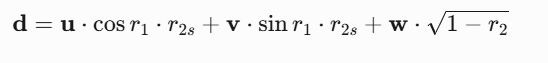 d = u · cos r₁ · r₂ₛ + v · sin r₁ · r₂ₛ + w · √(1 − r₂)